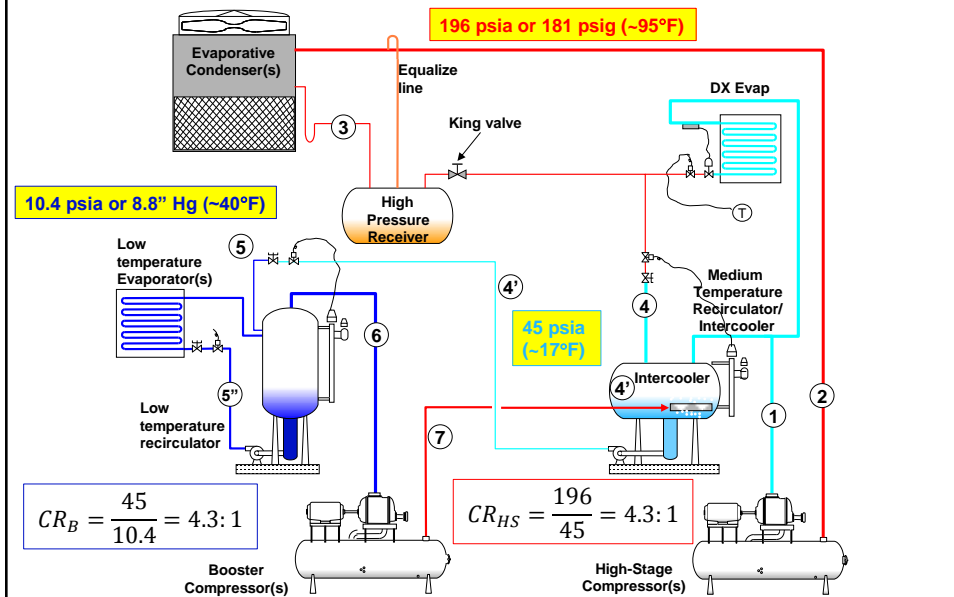 196 psia or 181 psig (~95°F)
Evaporative
Condenser(s)
Equalize
line
DX Evap
King valve
3
High
Pressure
Receiver
T
10.4 psia or 8.8” Hg (~40°F)
Low
temperature
Evaporator(s)
5
4’
4
Medium
Temperature
Recirculator/
Intercooler
6
45 psia
(~17°F)
Intercooler
4’
5”
Low
temperature
recirculator
7
1
2
CR_B = 45/10.4 = 4.3: 1
CR_HS = 196/45 = 4.3: 1
Booster
Compressor(s)
High-Stage
Compressor(s)